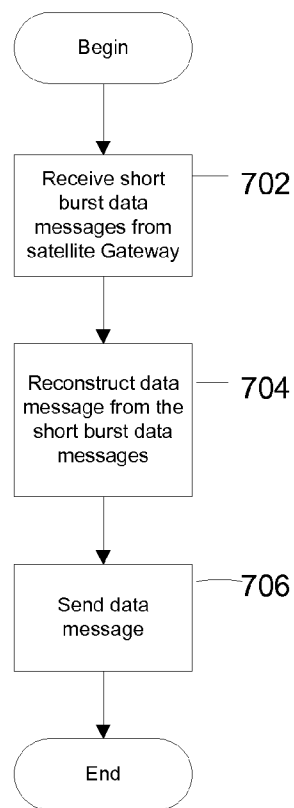 Begin
Receive short
burst data
messages from
satellite Gateway
702
Reconstruct data
message from the
short burst data
messages
704
Send data
message
706
End